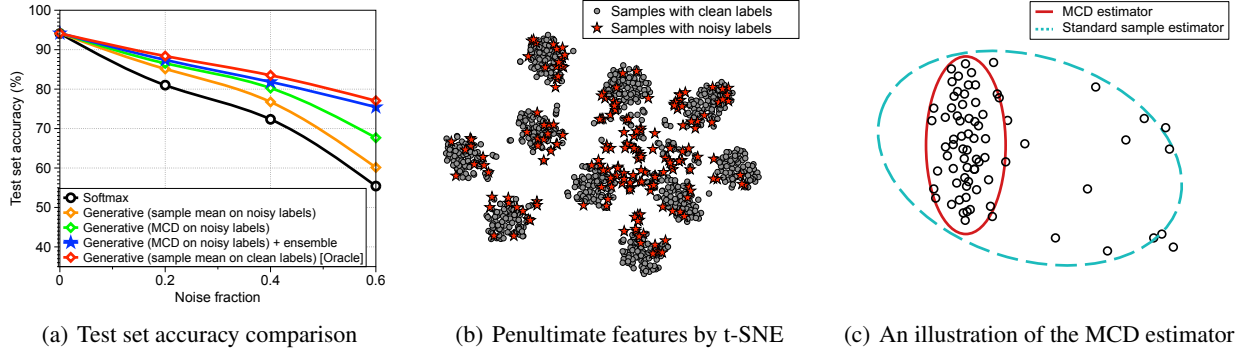 Test set accuracy (%)
100
90
80
70
60
50
40
Softmax
Generative (sample mean on noisy labels)
Generative (MCD on noisy labels)
Generative (MCD on noisy labels) + ensemble
Generative (sample mean on clean labels) [Oracle]
0
0.2
0.4
0.6
Noise fraction
(a) Test set accuracy comparison
Samples with clean labels
Samples with noisy labels
(b) Penultimate features by t-SNE
MCD estimator
Standard sample estimator
(c) An illustration of the MCD estimator